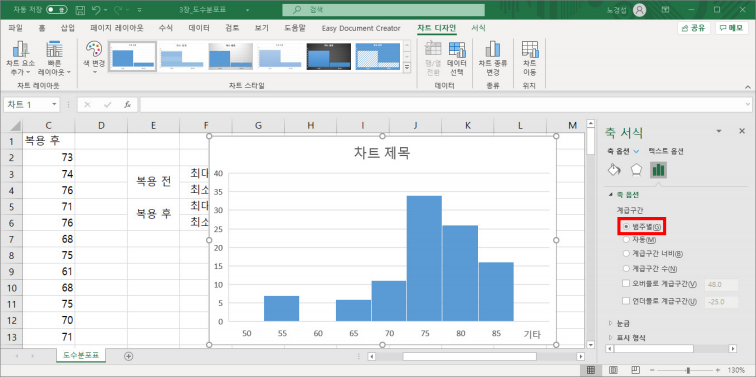 자동 저장
3장_도수분포표
검색
노경섭
파일 홈 삽입 페이지 레이아웃 수식 데이터 검토 보기 도움말 Easy Document Creator 차트 디자인 서식
공유 메모
차트 요소 추가
빠른 레이아웃
색 변경
행/열 전환
데이터 선택
차트 종류 변경
차트 이동
차트 레이아웃 차트 스타일 데이터 종류 위치
차트 1
fx
C D E F G H I J K L M
1 복용 후
2 73
3 74 최대
4 76 복용 전 최소
5 71 최대
6 76 복용 후 최소
7 68
8 75
9 61
10 68
11 75
12 70
13 71
차트 제목
40
35
30
25
20
15
10
5
0
50 55 60 65 70 75 80 85 기타
축 서식
축 옵션 텍스트 옵션
축 옵션
계급구간
범주별(G)
자동(M)
계급구간 너비(B)
계급구간 수(N)
오버플로 계급구간(V) 48.0
언더플로 계급구간(U) -25.0
눈금
표시 형식
도수분포표
130%